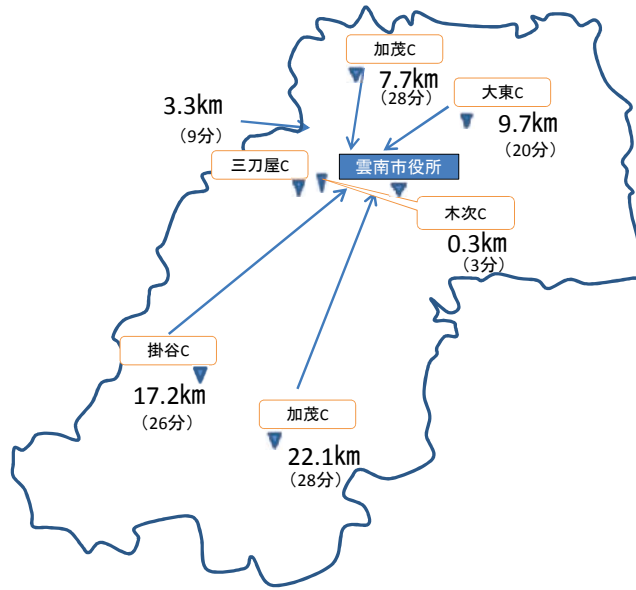 加茂C
7.7km
(28分)
大東C
9.7km
(20分)
3.3km
(9分)
三刀屋C
雲南市役所
木次C
0.3km
(3分)
掛谷C
17.2km
(26分)
加茂C
22.1km
(28分)